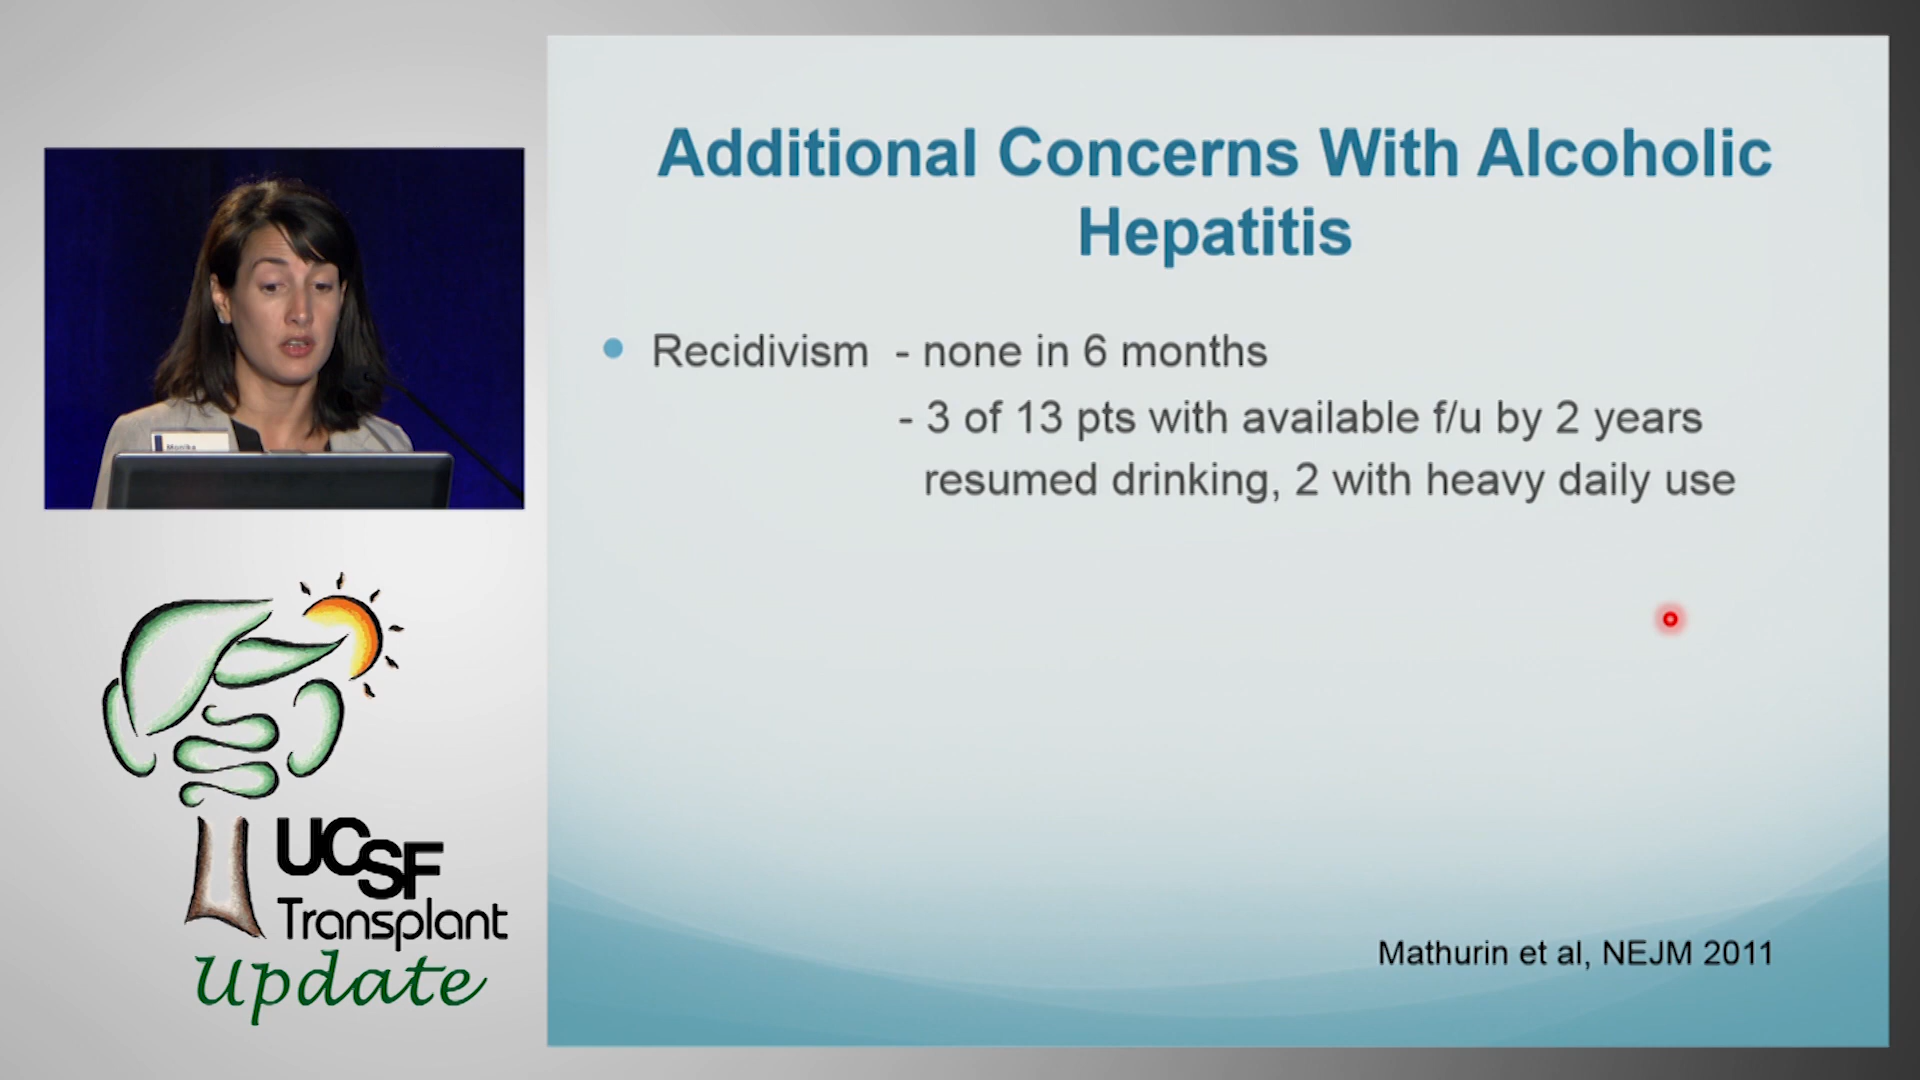 Additional Concerns With Alcoholic
Hepatitis
Recidivism - none in 6 months
- 3 of 13 pts with available f/u by 2 years
resumed drinking, 2 with heavy daily use
Mathurin et al, NEJM 2011
Monika
UCSF
Transplant
Update